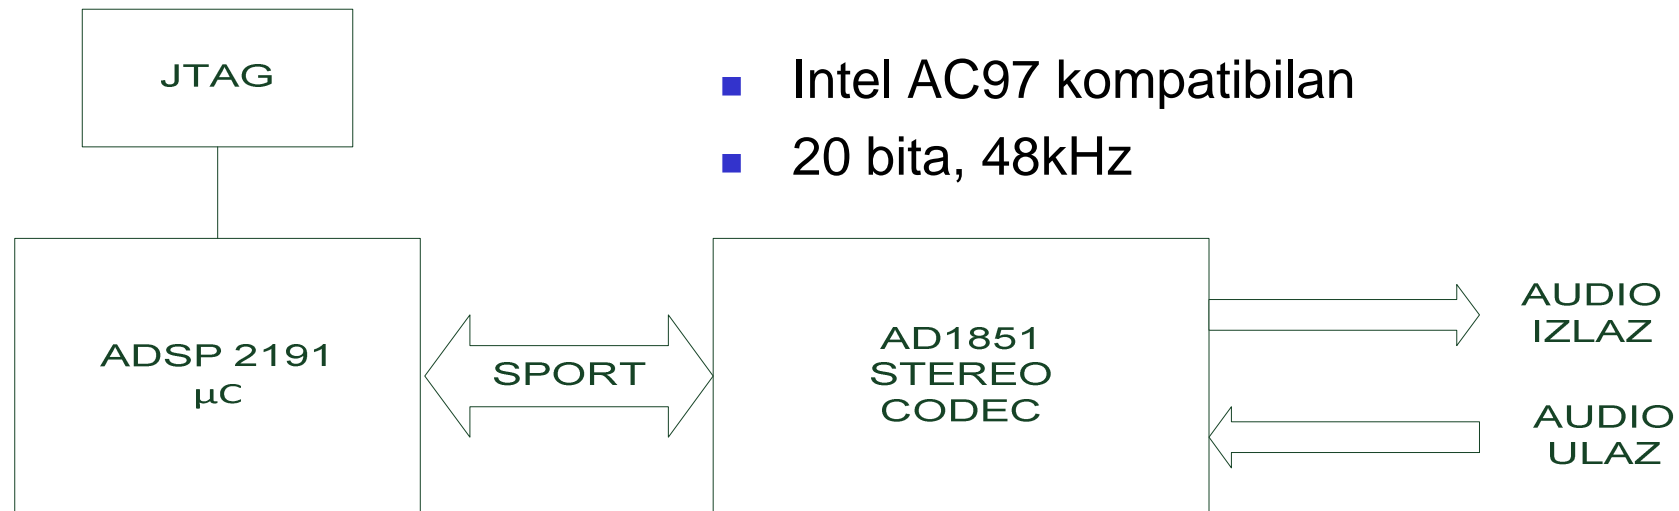 JTAG
Intel AC97 kompatibilan
20 bita, 48kHz
ADSP 2191
µC
SPORT
AD1851
STEREO
CODEC
AUDIO
IZLAZ
AUDIO
ULAZ